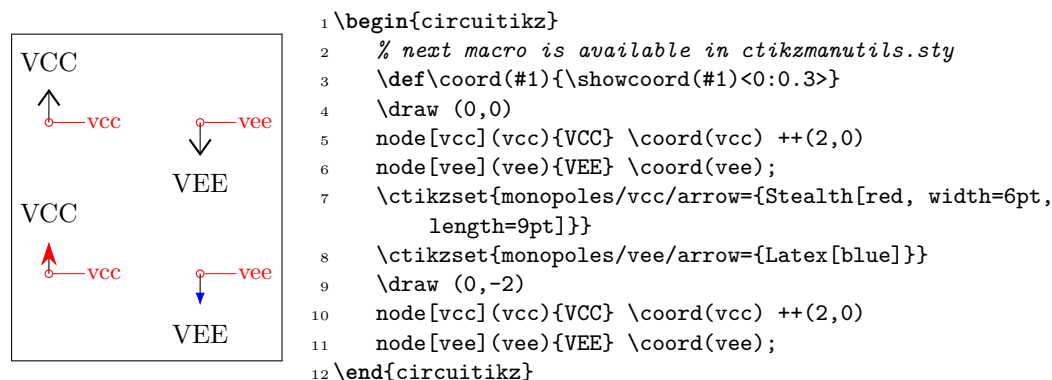 VCC
vcc
vee
VEE
VCC
vcc
vee
VEE
1 \begin{circuitikz}
2 % next macro is available in ctikzmanutils.sty
3 \def\coord(#1){\showcoord(#1)<0:0.3>}
4 \draw (0,0)
5 node[vcc](vcc){VCC} \coord(vcc) ++(2,0)
6 node[vee](vee){VEE} \coord(vee);
7 \ctikzset{monopoles/vcc/arrow={Stealth[red, width=6pt,
length=9pt]}}
8 \ctikzset{monopoles/vee/arrow={Latex[blue]}}
9 \draw (0,-2)
10 node[vcc](vcc){VCC} \coord(vcc) ++(2,0)
11 node[vee](vee){VEE} \coord(vee);
12 \end{circuitikz}